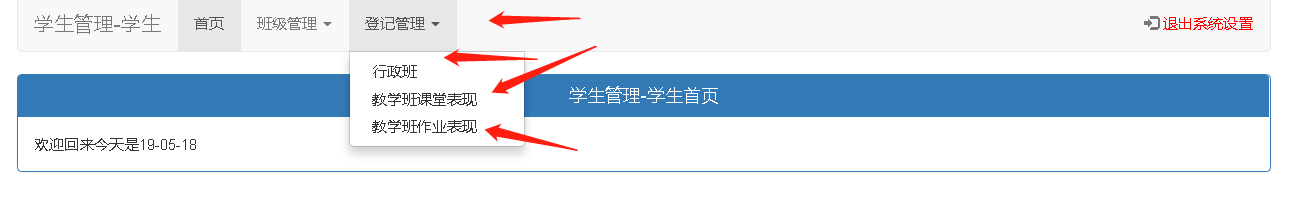 学生管理-学生 首页 班级管理 登记管理 退出系统设置
行政班
教学班课堂表现
教学班作业表现
学生管理-学生首页
欢迎回来今天是19-05-18